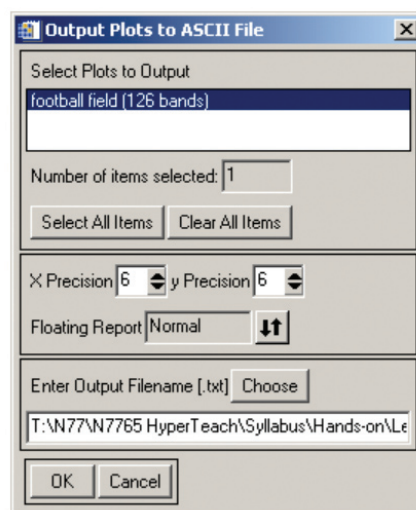 Output Plots to ASCII File
Select Plots to Output
football field (126 bands)
Number of items selected: 1
Select All Items Clear All Items
X Precision 6 y Precision 6
Floating Report Normal
Enter Output Filename [.txt] Choose
T:\N77\N7765 HyperTeach\Syllabus\Hands-on\Le
OK Cancel